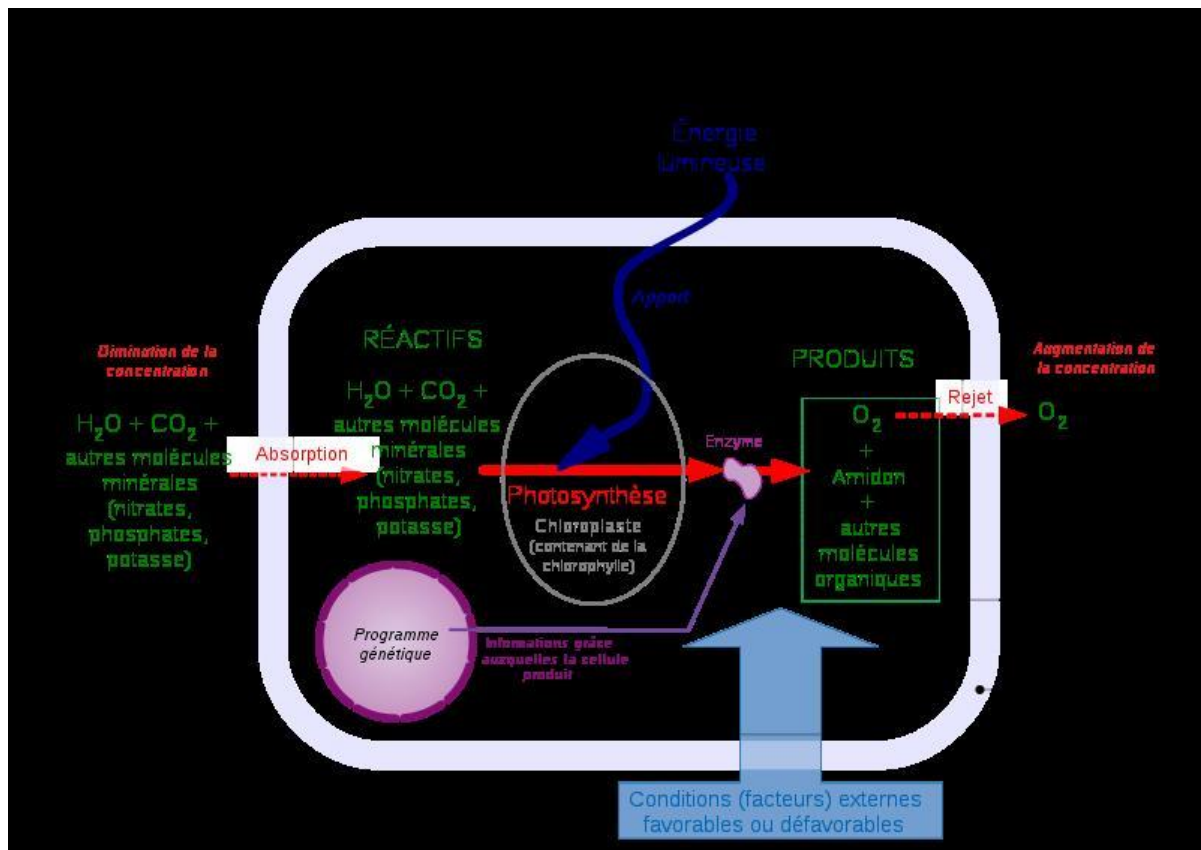 Énergie
lumineuse
Apport
Diminution de la
concentration
H₂O + CO₂ +
autres molécules
minérales
(nitrates,
phosphates,
potasse)
Absorption
RÉACTIFS
H₂O + CO₂ +
autres molécules
minérales
(nitrates,
phosphates,
potasse)
Photosynthèse
Chloroplaste
(contenant de la
chlorophylle)
Enzyme
PRODUITS
O₂
+
Amidon
+
autres
molécules
organiques
Rejet
Augmentation de
la concentration
O₂
Programme
génétique
Informations grâce
auxquelles la cellule
produit
Conditions (facteurs) externes
favorables ou défavorables